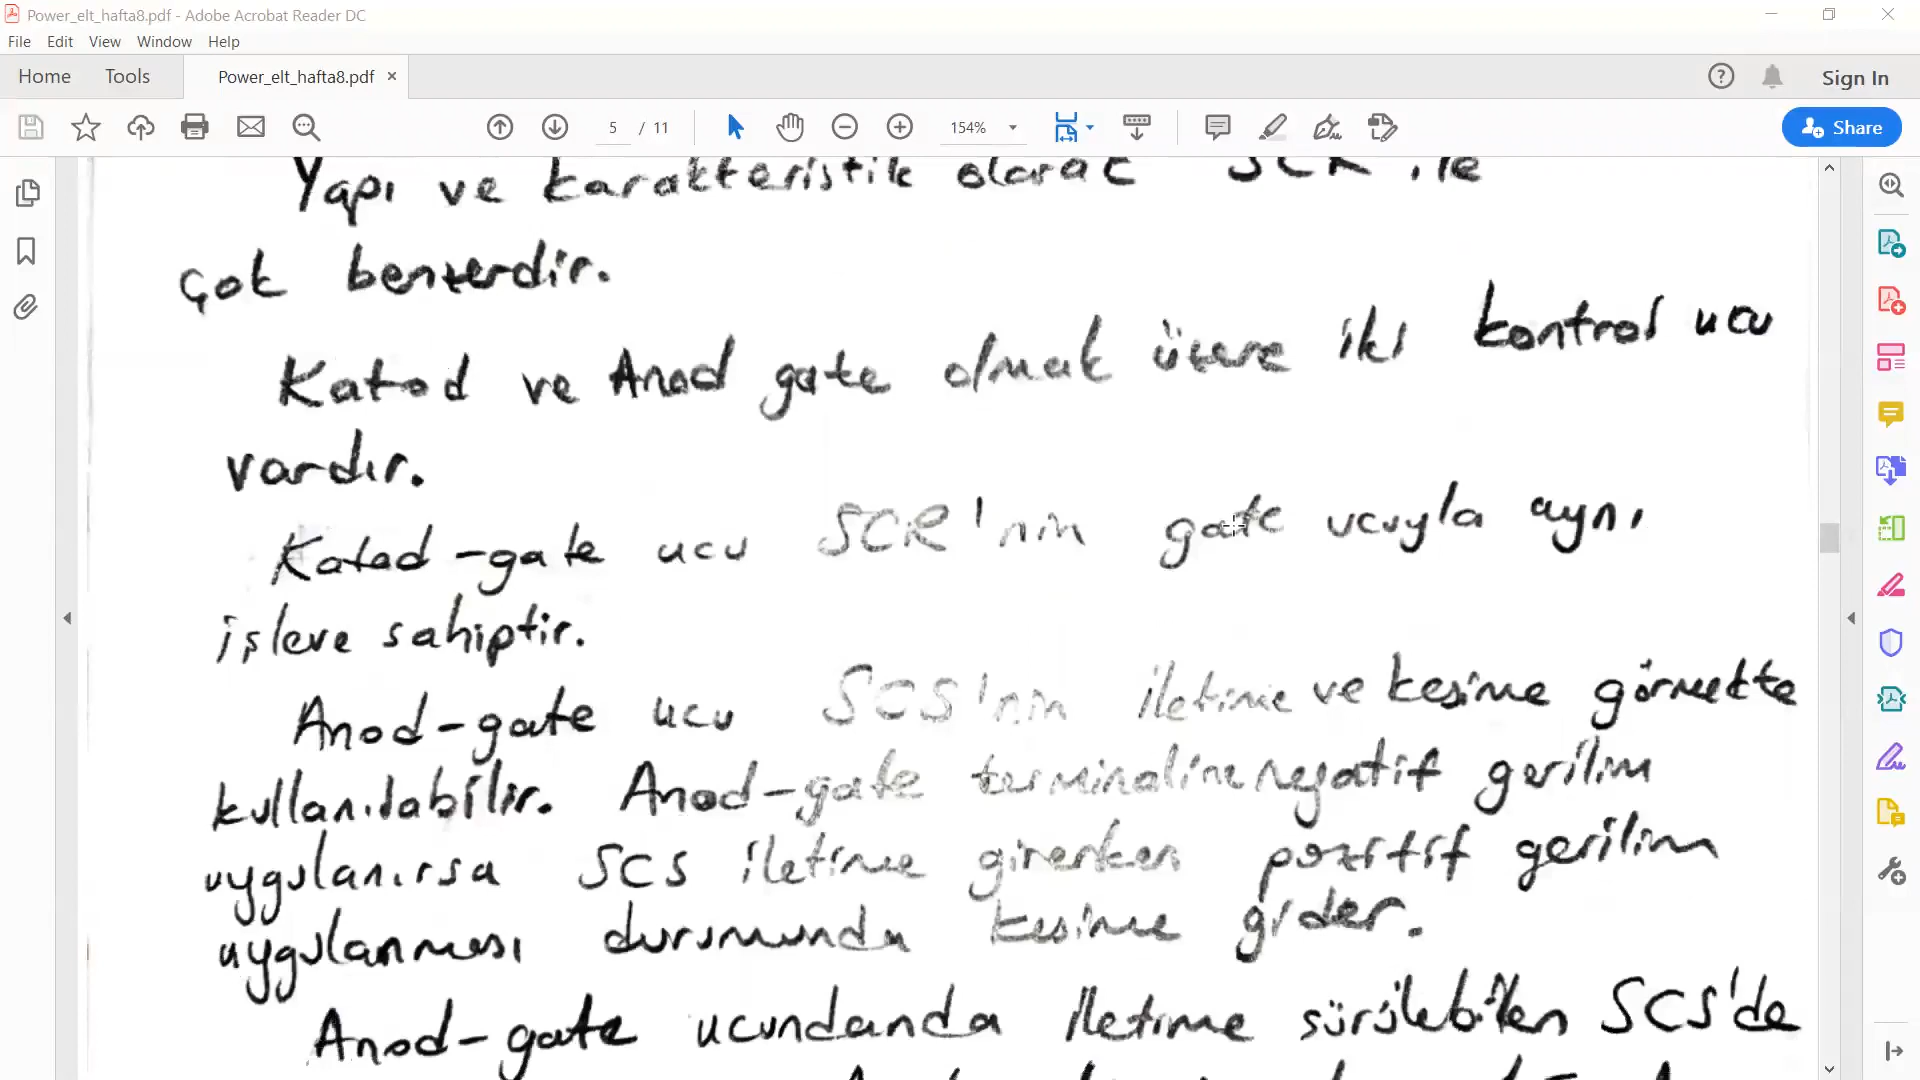 Power_elt_hafta8.pdf - Adobe Acrobat Reader DC
File Edit View Window Help
Home Tools Power_elt_hafta8.pdf × Sign In
5 / 11 154% Share
Yapı ve karakteristik olarak SCR ile
çok benzerdir.
Katod ve Anod gate olmak üzere iki kontrol ucu
vardır.
Katod-gate ucu SCR'nin gate ucuyla aynı
işleve sahiptir.
Anod-gate ucu SCS'nin iletime ve kesime görmekte
kullanılabilir. Anod-gate terminaline negatif gerilim
uygulanırsa SCS iletime girerken pozitif gerilim
uygulanması durumunda kesime gider.
Anod-gate ucundanda iletime sürülebilen SCS'de